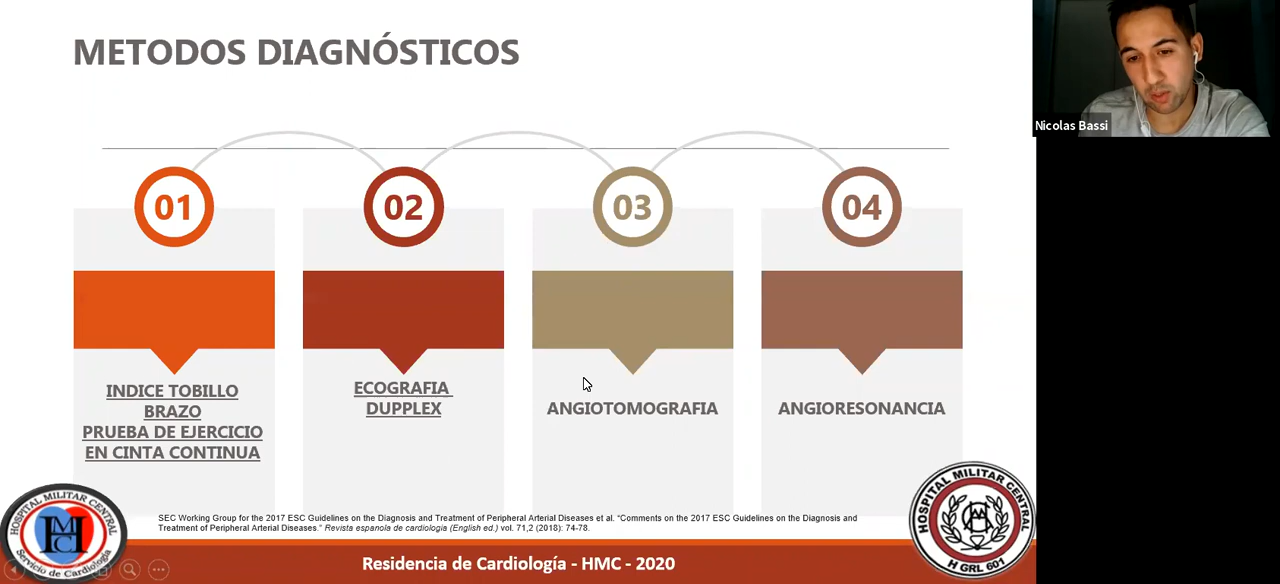 METODOS DIAGNÓSTICOS
Nicolas Bassi
01
02
03
04
INDICE TOBILLO
BRAZO
PRUEBA DE EJERCICIO
EN CINTA CONTINUA
ECOGRAFIA
DUPPLEX
ANGIOTOMOGRAFIA
ANGIORESONANCIA
SEC Working Group for the 2017 ESC Guidelines on the Diagnosis and Treatment of Peripheral Arterial Diseases et al. “Comments on the 2017 ESC Guidelines on the Diagnosis and
Treatment of Peripheral Arterial Diseases.” Revista espanola de cardiologia (English ed.) vol. 71,2 (2018): 74-78.
HOSPITAL MILITAR CENTRAL
HMC
Servicio de Cardiología
Residencia de Cardiología - HMC - 2020
HOSPITAL MILITAR CENTRAL
H GRL 601